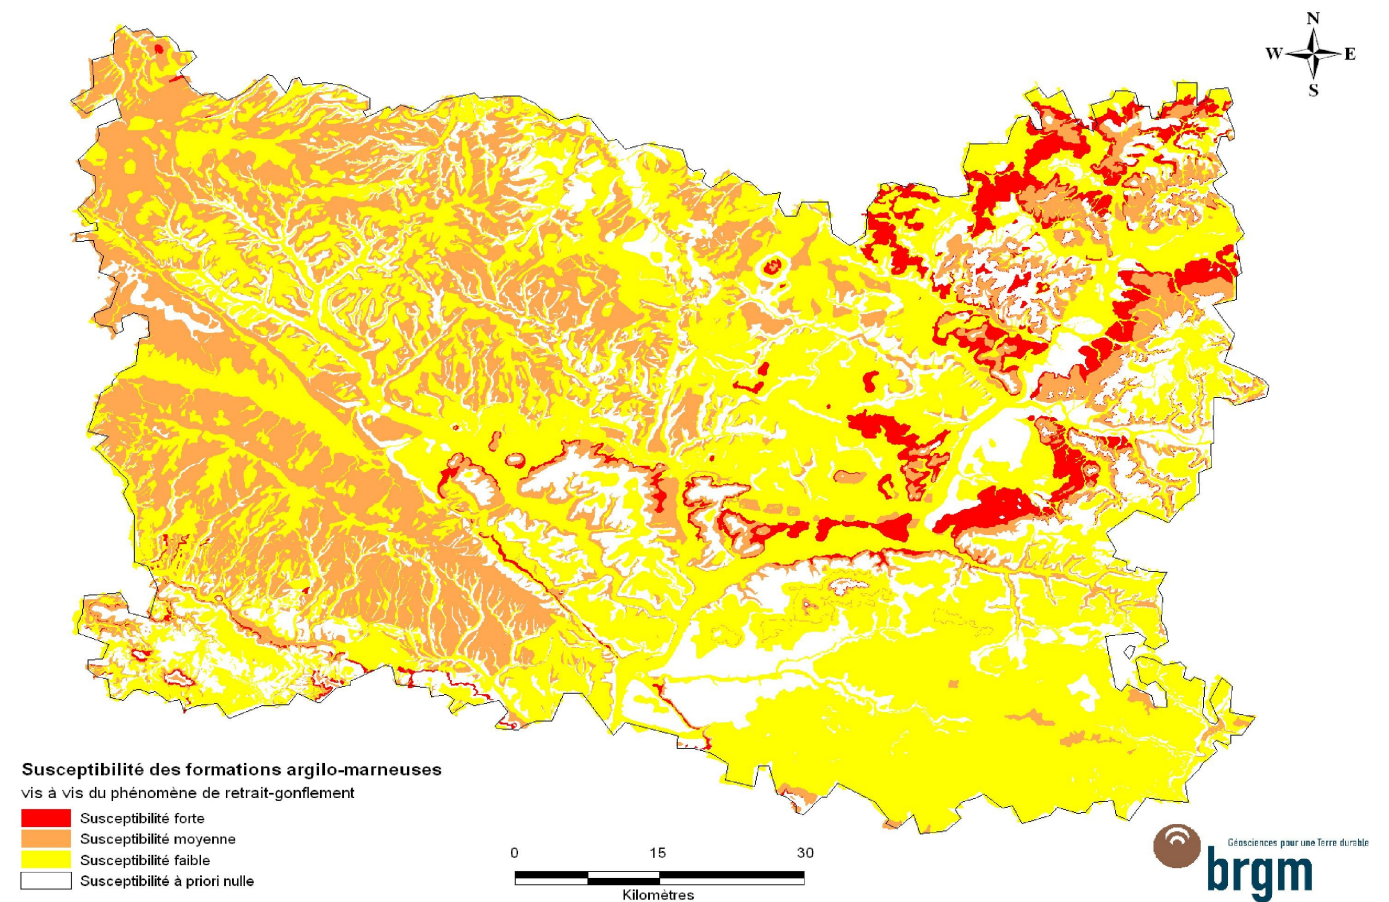 N
W E
S
Susceptibilité des formations argilo-marneuses
vis à vis du phénomène de retrait-gonflement
Susceptibilité forte
Susceptibilité moyenne
Susceptibilité faible
Susceptibilité à priori nulle
0 15 30
Kilomètres
Géosciences pour une Terre durable
brgm